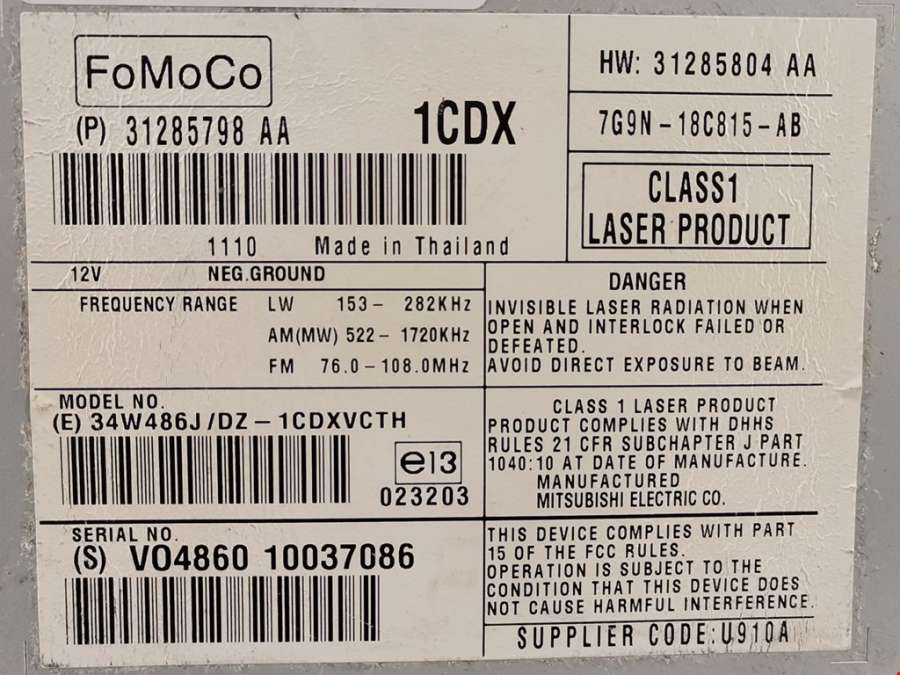 FoMoCo
(P) 31285798 AA
1CDX
1110 Made in Thailand
HW: 31285804 AA
7G9N-18C815-AB
CLASS1
LASER PRODUCT
12V NEG.GROUND
FREQUENCY RANGE LW 153- 282KHz
AM(MW) 522- 1720KHz
FM 76.0-108.0MHz
DANGER
INVISIBLE LASER RADIATION WHEN
OPEN AND INTERLOCK FAILED OR
DEFEATED.
AVOID DIRECT EXPOSURE TO BEAM.
MODEL NO.
(E) 34W486J/DZ-1CDXVCTH
e13
023203
CLASS 1 LASER PRODUCT
PRODUCT COMPLIES WITH DHHS
RULES 21 CFR SUBCHAPTER J PART
1040:10 AT DATE OF MANUFACTURE.
MANUFACTURED
MITSUBISHI ELECTRIC CO.
SERIAL NO.
(S) VO4860 10037086
THIS DEVICE COMPLIES WITH PART
15 OF THE FCC RULES.
OPERATION IS SUBJECT TO THE
CONDITION THAT THIS DEVICE DOES
NOT CAUSE HARMFUL INTERFERENCE.
SUPPLIER CODE:U910A